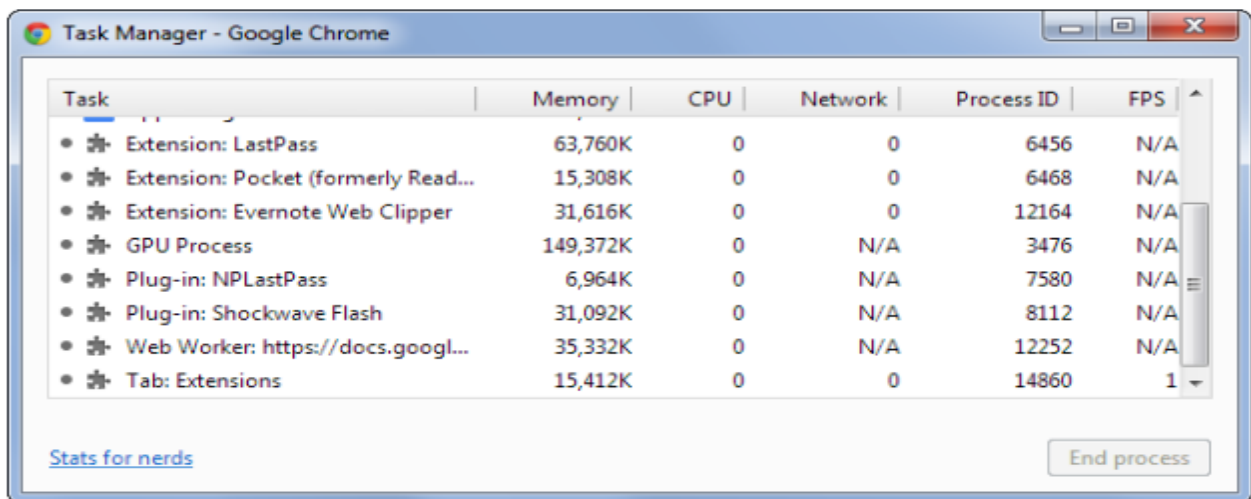 Task Manager - Google Chrome
Task Memory CPU Network Process ID FPS
Extension: LastPass 63,760K 0 0 6456 N/A
Extension: Pocket (formerly Read... 15,308K 0 0 6468 N/A
Extension: Evernote Web Clipper 31,616K 0 0 12164 N/A
GPU Process 149,372K 0 N/A 3476 N/A
Plug-in: NPLastPass 6,964K 0 N/A 7580 N/A
Plug-in: Shockwave Flash 31,092K 0 N/A 8112 N/A
Web Worker: https://docs.googl... 35,332K 0 N/A 12252 N/A
Tab: Extensions 15,412K 0 0 14860 1
Stats for nerds End process